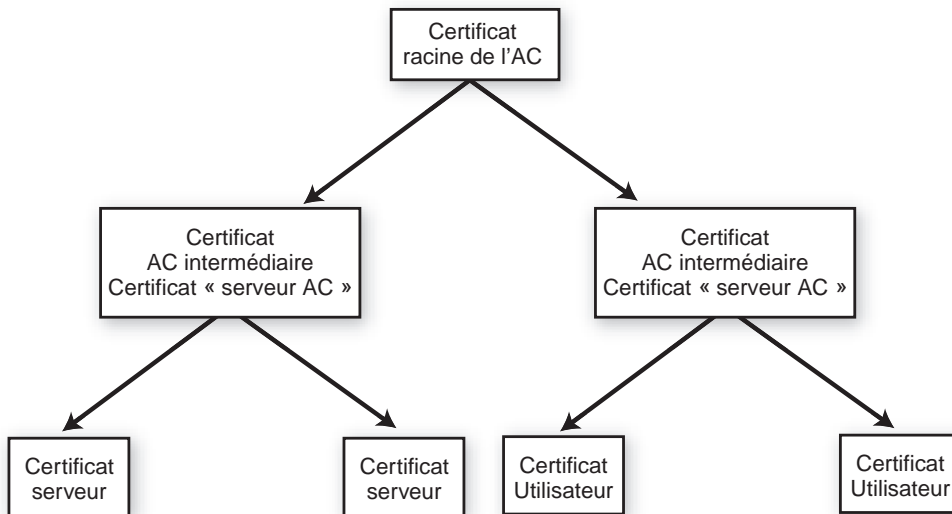 Certificat
racine de l'AC
Certificat
AC intermédiaire
Certificat « serveur AC »
Certificat
AC intermédiaire
Certificat « serveur AC »
Certificat
serveur
Certificat
serveur
Certificat
Utilisateur
Certificat
Utilisateur